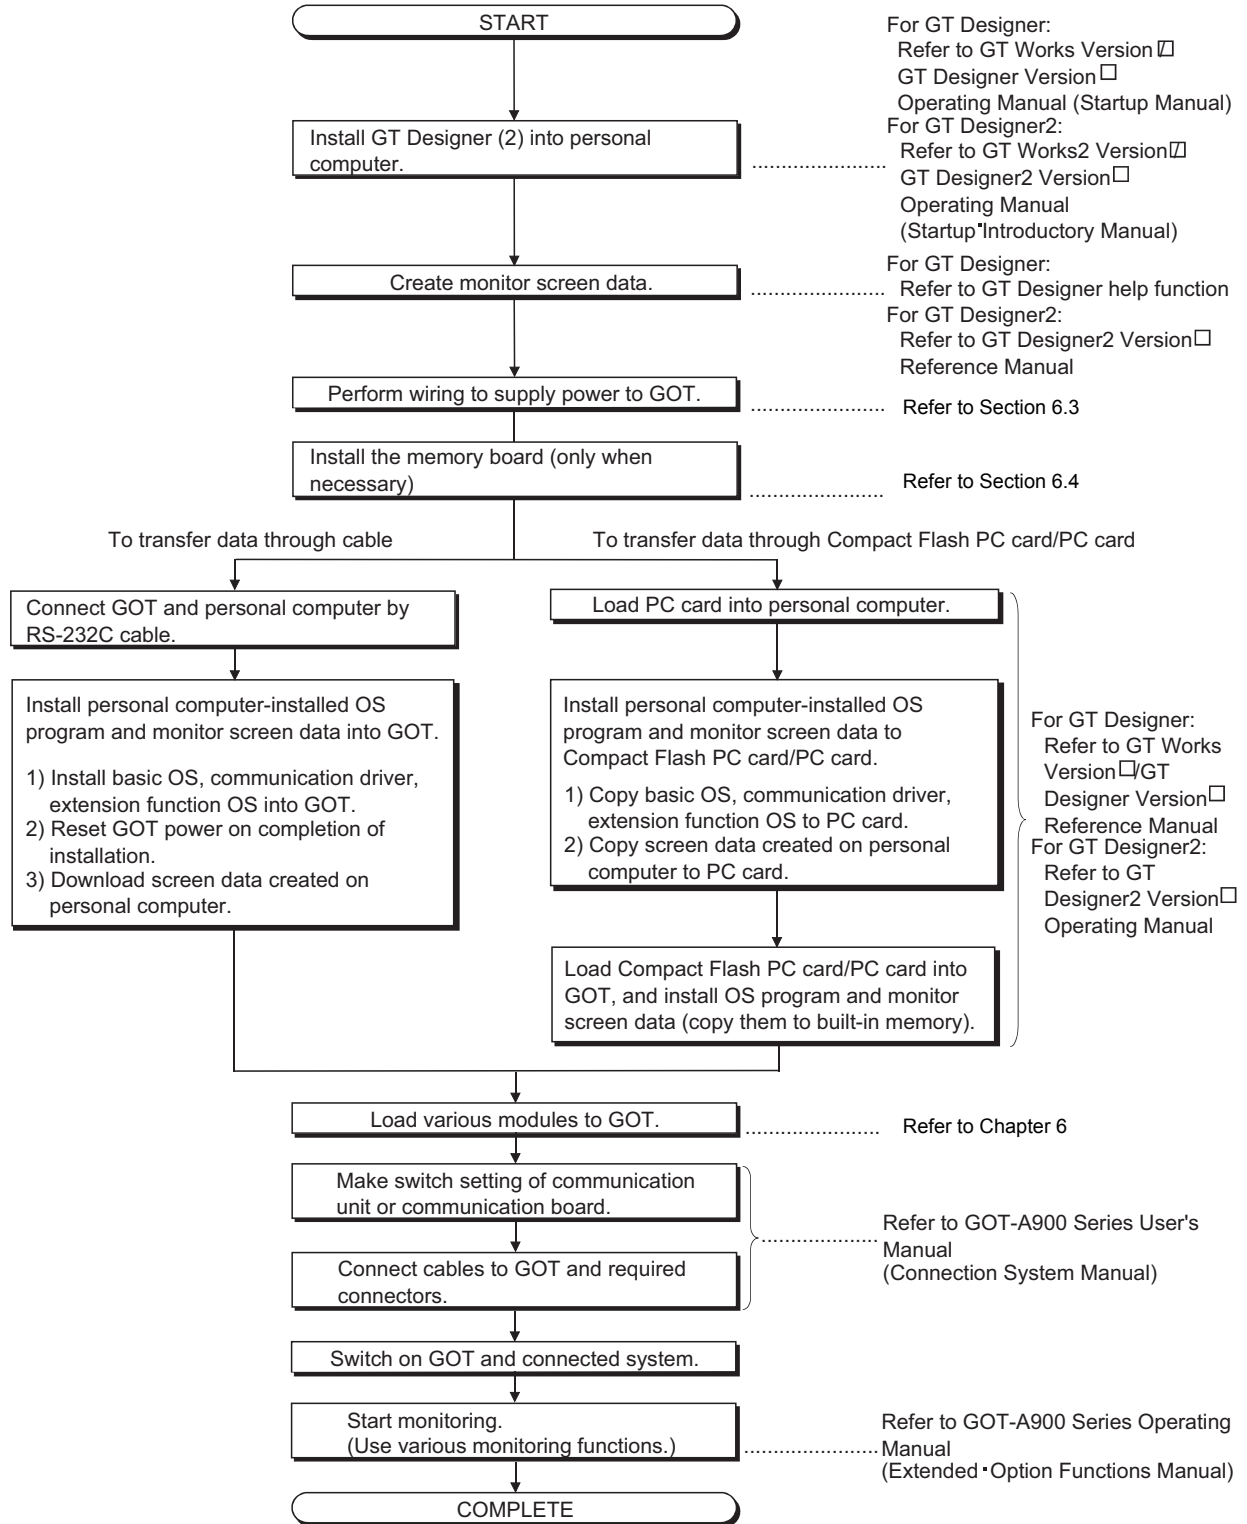 START
For GT Designer:
Refer to GT Works Version□/
GT Designer Version□
Operating Manual (Startup Manual)
For GT Designer2:
Refer to GT Works2 Version□/
GT Designer2 Version□
Operating Manual
(Startup▪Introductory Manual)
Install GT Designer (2) into personal
computer.
Create monitor screen data.
For GT Designer:
Refer to GT Designer help function
For GT Designer2:
Refer to GT Designer2 Version□
Reference Manual
Perform wiring to supply power to GOT.
Refer to Section 6.3
Install the memory board (only when
necessary)
Refer to Section 6.4
To transfer data through cable
To transfer data through Compact Flash PC card/PC card
Connect GOT and personal computer by
RS-232C cable.
Install personal computer-installed OS
program and monitor screen data into GOT.
1) Install basic OS, communication driver,
extension function OS into GOT.
2) Reset GOT power on completion of
installation.
3) Download screen data created on
personal computer.
Load PC card into personal computer.
Install personal computer-installed OS
program and monitor screen data to
Compact Flash PC card/PC card.
1) Copy basic OS, communication driver,
extension function OS to PC card.
2) Copy screen data created on personal
computer to PC card.
Load Compact Flash PC card/PC card into
GOT, and install OS program and monitor
screen data (copy them to built-in memory).
For GT Designer:
Refer to GT Works
Version□/GT
Designer Version□
Reference Manual
For GT Designer2:
Refer to GT
Designer2 Version□
Operating Manual
Load various modules to GOT.
Refer to Chapter 6
Make switch setting of communication
unit or communication board.
Connect cables to GOT and required
connectors.
Refer to GOT-A900 Series User's
Manual
(Connection System Manual)
Switch on GOT and connected system.
Start monitoring.
(Use various monitoring functions.)
Refer to GOT-A900 Series Operating
Manual
(Extended▪Option Functions Manual)
COMPLETE